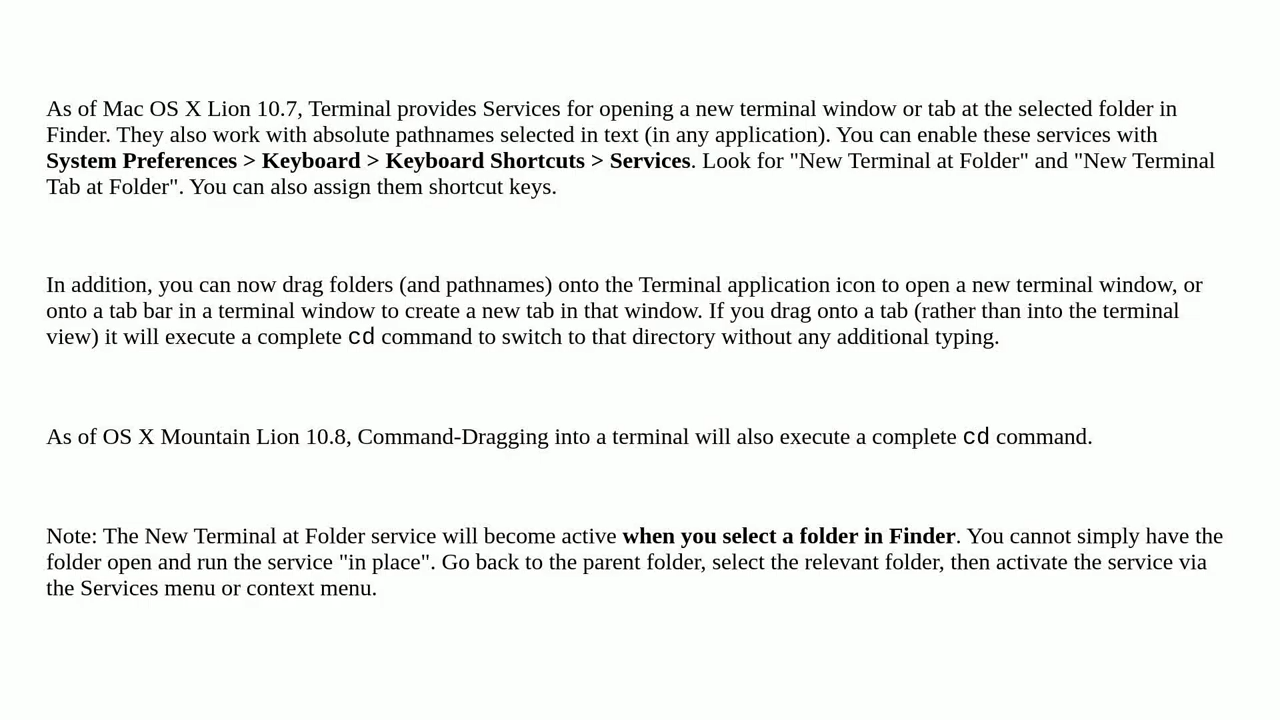 As of Mac OS X Lion 10.7, Terminal provides Services for opening a new terminal window or tab at the selected folder in
Finder. They also work with absolute pathnames selected in text (in any application). You can enable these services with
System Preferences > Keyboard > Keyboard Shortcuts > Services. Look for "New Terminal at Folder" and "New Terminal
Tab at Folder". You can also assign them shortcut keys.
In addition, you can now drag folders (and pathnames) onto the Terminal application icon to open a new terminal window, or
onto a tab bar in a terminal window to create a new tab in that window. If you drag onto a tab (rather than into the terminal
view) it will execute a complete cd command to switch to that directory without any additional typing.
As of OS X Mountain Lion 10.8, Command-Dragging into a terminal will also execute a complete cd command.
Note: The New Terminal at Folder service will become active when you select a folder in Finder. You cannot simply have the
folder open and run the service "in place". Go back to the parent folder, select the relevant folder, then activate the service via
the Services menu or context menu.